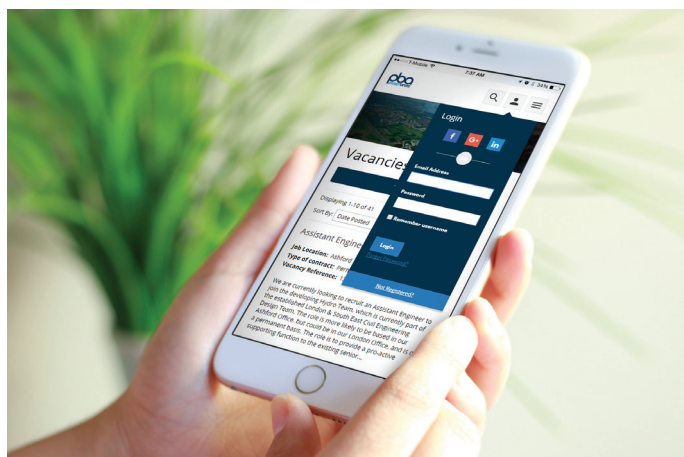 T-Mobile 7:37 AM 34%
pba
Login
f G+ in
Vacancies
Email Address
Password
Displaying 1-10 of 41
Sort By: Date Posted
Remember username
Assistant Engine
Login
Job Location: Ashford
Forgot Password?
Type of contract: Perm
Vacancy Reference: 1
Not Registered?
We are currently looking to recruit an Assistant Engineer to
join the developing Hydro Team, which is currently part of
the established London & South East Civil Engineering
Design Team. The role is more likely to be based in our
Ashford Office, but could be in our London Office, and is on
a permanent basis. The role is to provide a pro-active
supporting function to the existing senior...